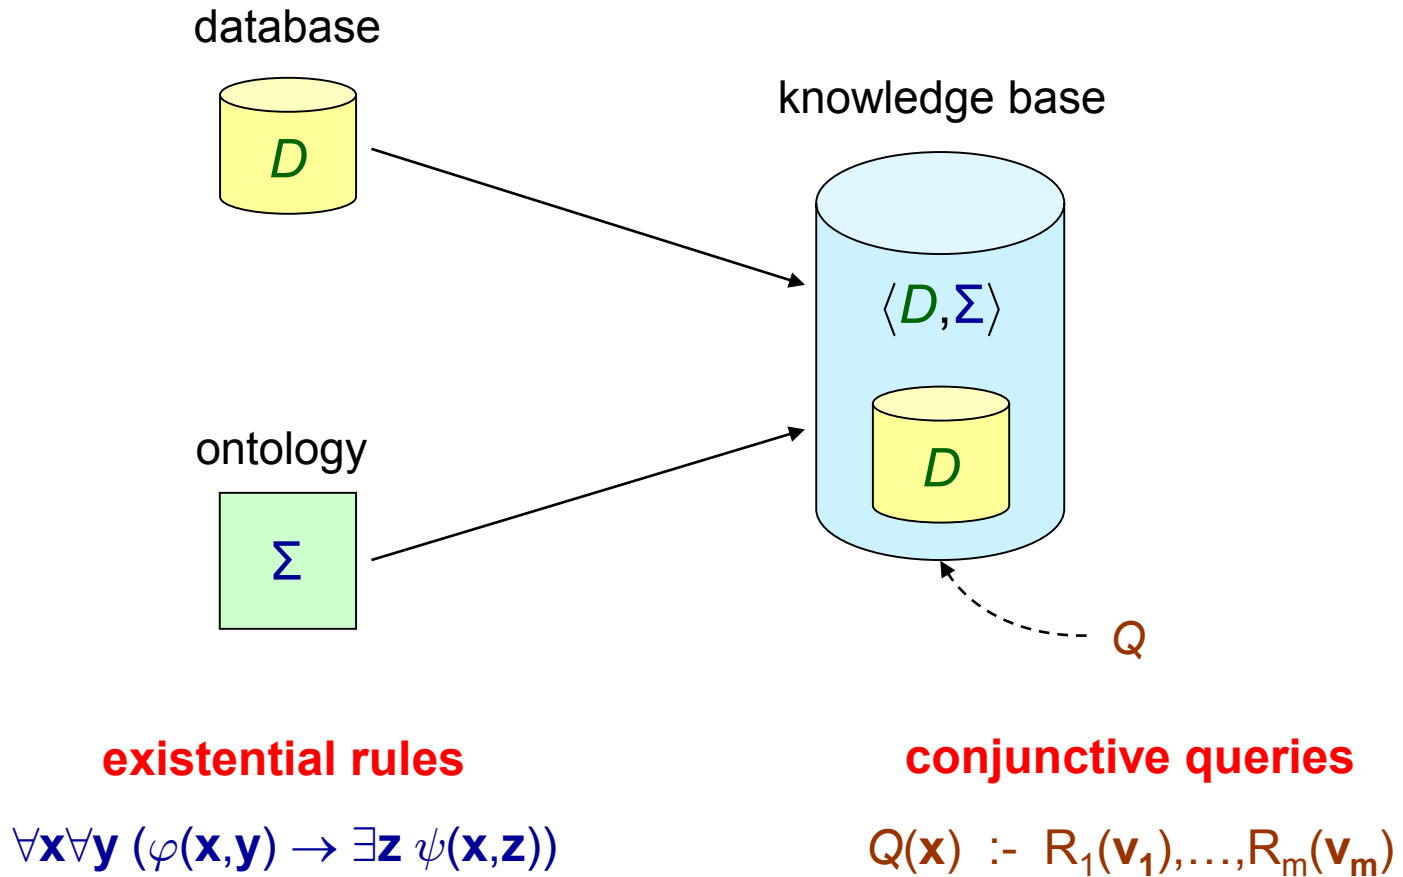 database
D
knowledge base
⟨D,Σ⟩
D
ontology
Σ
Q
existential rules
∀x∀y (φ(x,y) → ∃z ψ(x,z))
conjunctive queries
Q(x) :- R₁(v₁),…,Rₘ(vₘ)